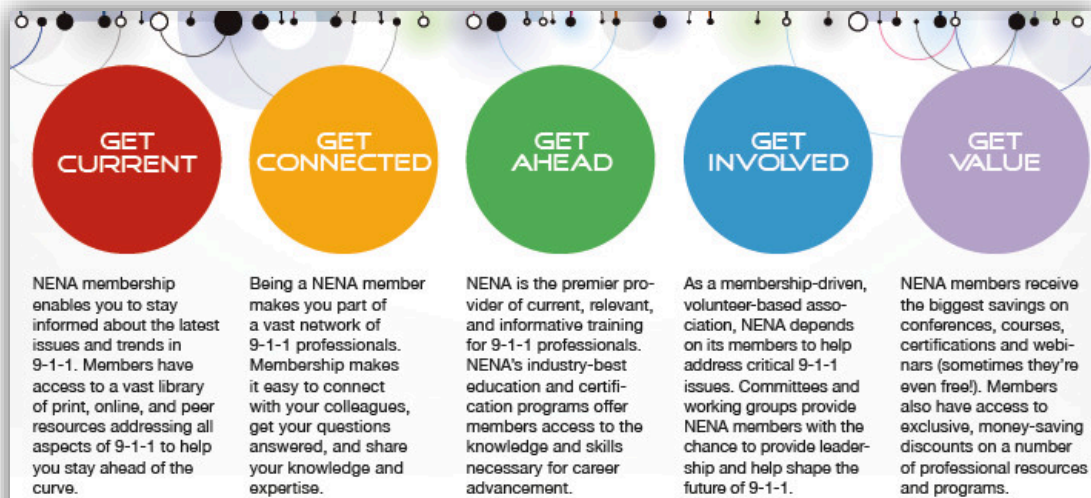 GET
CURRENT
NENA membership
enables you to stay
informed about the latest
issues and trends in
9-1-1. Members have
access to a vast library
of print, online, and peer
resources addressing all
aspects of 9-1-1 to help
you stay ahead of the
curve.
GET
CONNECTED
Being a NENA member
makes you part of
a vast network of
9-1-1 professionals.
Membership makes
it easy to connect
with your colleagues,
get your questions
answered, and share
your knowledge and
expertise.
GET
AHEAD
NENA is the premier pro-
vider of current, relevant,
and informative training
for 9-1-1 professionals.
NENA's industry-best
education and certifi-
cation programs offer
members access to the
knowledge and skills
necessary for career
advancement.
GET
INVOLVED
As a membership-driven,
volunteer-based asso-
ciation, NENA depends
on its members to help
address critical 9-1-1
issues. Committees and
working groups provide
NENA members with the
chance to provide leader-
ship and help shape the
future of 9-1-1.
GET
VALUE
NENA members receive
the biggest savings on
conferences, courses,
certifications and webi-
nars (sometimes they're
even free!). Members
also have access to
exclusive, money-saving
discounts on a number
of professional resources
and programs.